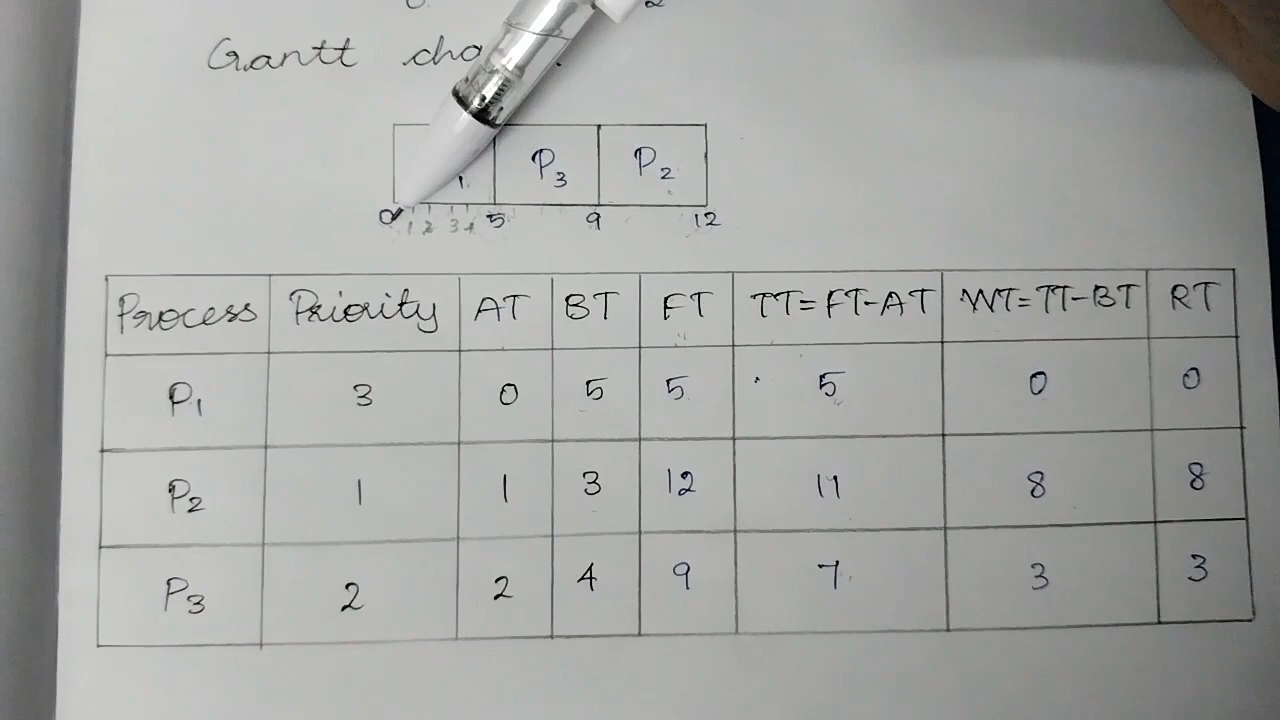 Gantt
1 P3 P2
0 1 2 3 4 5 9 12
Process Priority AT BT FT TT=FT-AT WT=TT-BT RT
P1 3 0 5 5 5 0 0
P2 1 1 3 12 11 8 8
P3 2 2 4 9 7 3 3